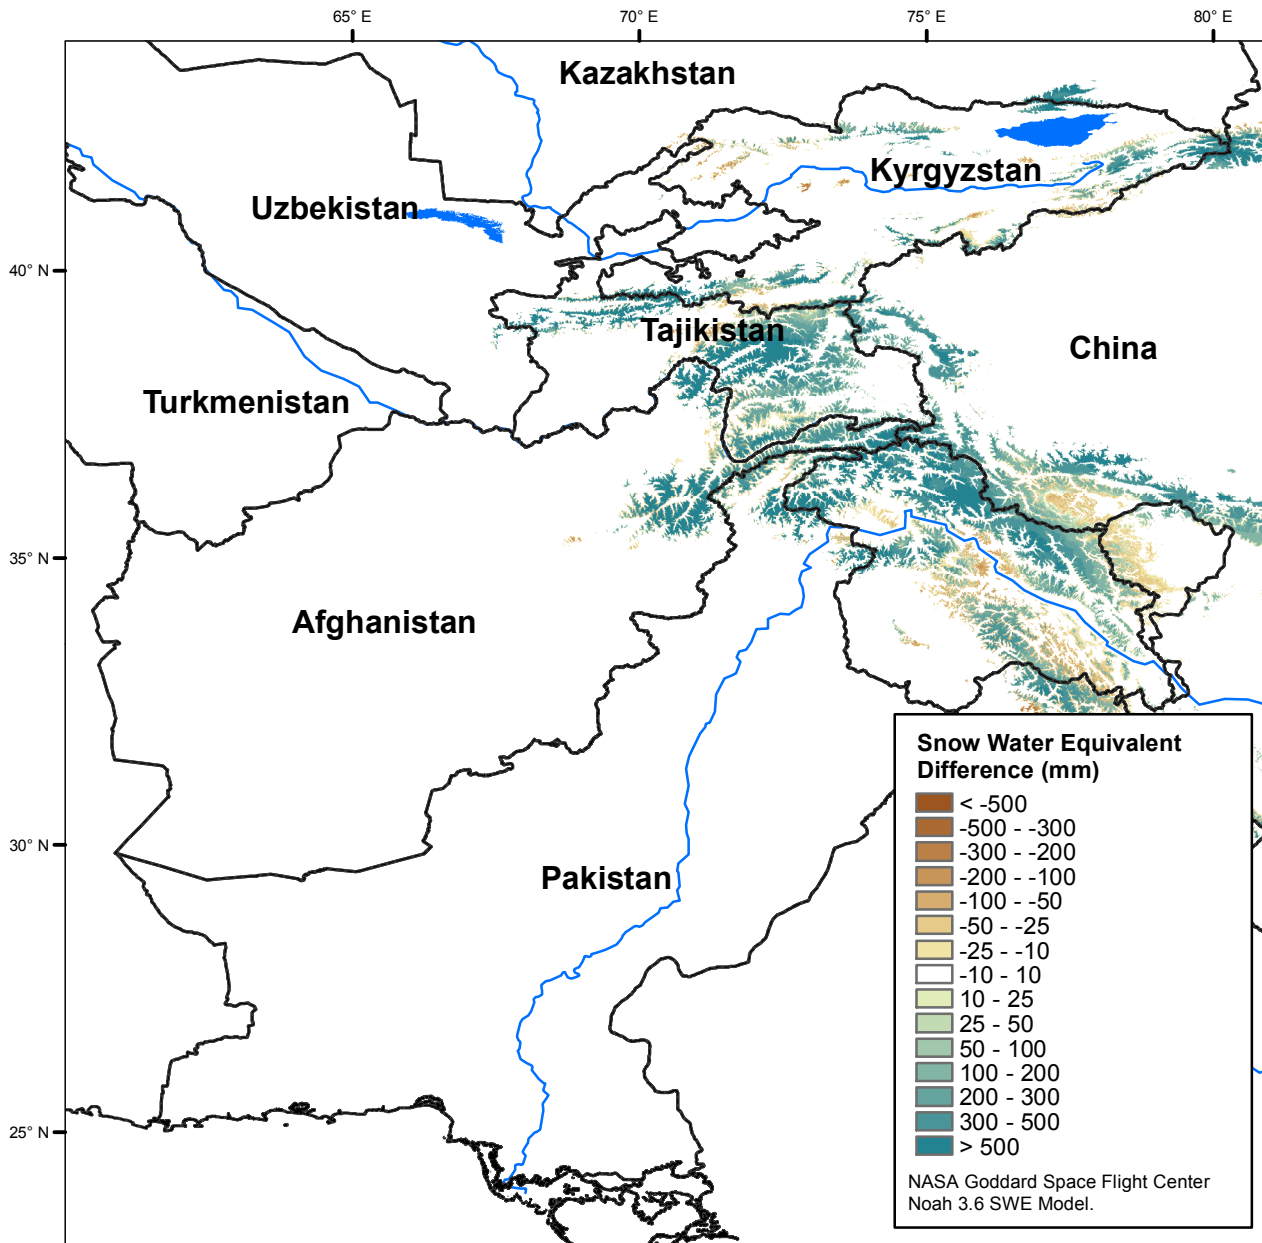 65° E
70° E
75° E
80° E
Kazakhstan
Kyrgyzstan
Uzbekistan
40° N
Tajikistan
China
Turkmenistan
35° N
Afghanistan
Snow Water Equivalent
Difference (mm)
< -500
-500 - -300
30° N
-300 - -200
Pakistan
-200 - -100
-100 - -50
-50 - -25
-25 - -10
-10 - 10
10 - 25
25 - 50
50 - 100
100 - 200
200 - 300
300 - 500
25° N
> 500
NASA Goddard Space Flight Center
Noah 3.6 SWE Model.